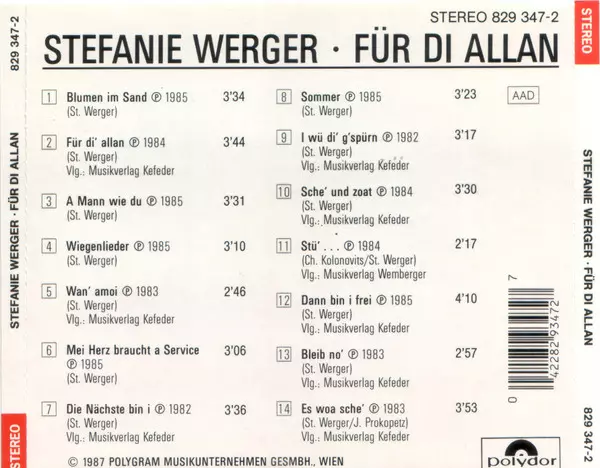 STEREO 829 347-2
STEFANIE WERGER · FÜR DI ALLAN
1 Blumen im Sand ℗ 1985 3'34
(St. Werger)
2 Für di' allan ℗ 1984 3'44
(St. Werger)
Vlg.: Musikverlag Kefeder
3 A Mann wie du ℗ 1985 3'31
(St. Werger)
4 Wiegenlieder ℗ 1985 3'10
(St. Werger)
5 Wan' amoi ℗ 1983 2'46
(St. Werger)
Vlg.: Musikverlag Kefeder
6 Mei Herz braucht a Service 3'06
℗ 1985
(St. Werger)
7 Die Nächste bin i ℗ 1982 3'36
(St. Werger)
Vlg.: Musikverlag Kefeder
8 Sommer ℗ 1985 3'23
(St. Werger)
9 I wü di' g'spürn ℗ 1982 3'17
(St. Werger)
Vlg.: Musikverlag Kefeder
10 Sche' und zoat ℗ 1984 3'30
(St. Werger)
Vlg.: Musikverlag Kefeder
11 Stü' . . . ℗ 1984 2'17
(Ch. Kolonovits/St. Werger)
Vlg.: Musikverlag Wemberger
12 Dann bin i frei ℗ 1985 4'10
(St. Werger)
Vlg.: Musikverlag Kefeder
13 Bleib no' ℗ 1983 2'57
(St. Werger)
Vlg.: Musikverlag Kefeder
14 Es woa sche' ℗ 1983 3'53
(St. Werger/J. Prokopetz)
Vlg.: Musikverlag Kefeder
AAD
© 1987 POLYGRAM MUSIKUNTERNEHMEN GESMBH., WIEN
polydor
0 42282 93472 7
829 347-2
STEFANIE WERGER · FÜR DI ALLAN
STEREO
STEREO
STEFANIE WERGER · FÜR DI ALLAN
829 347-2